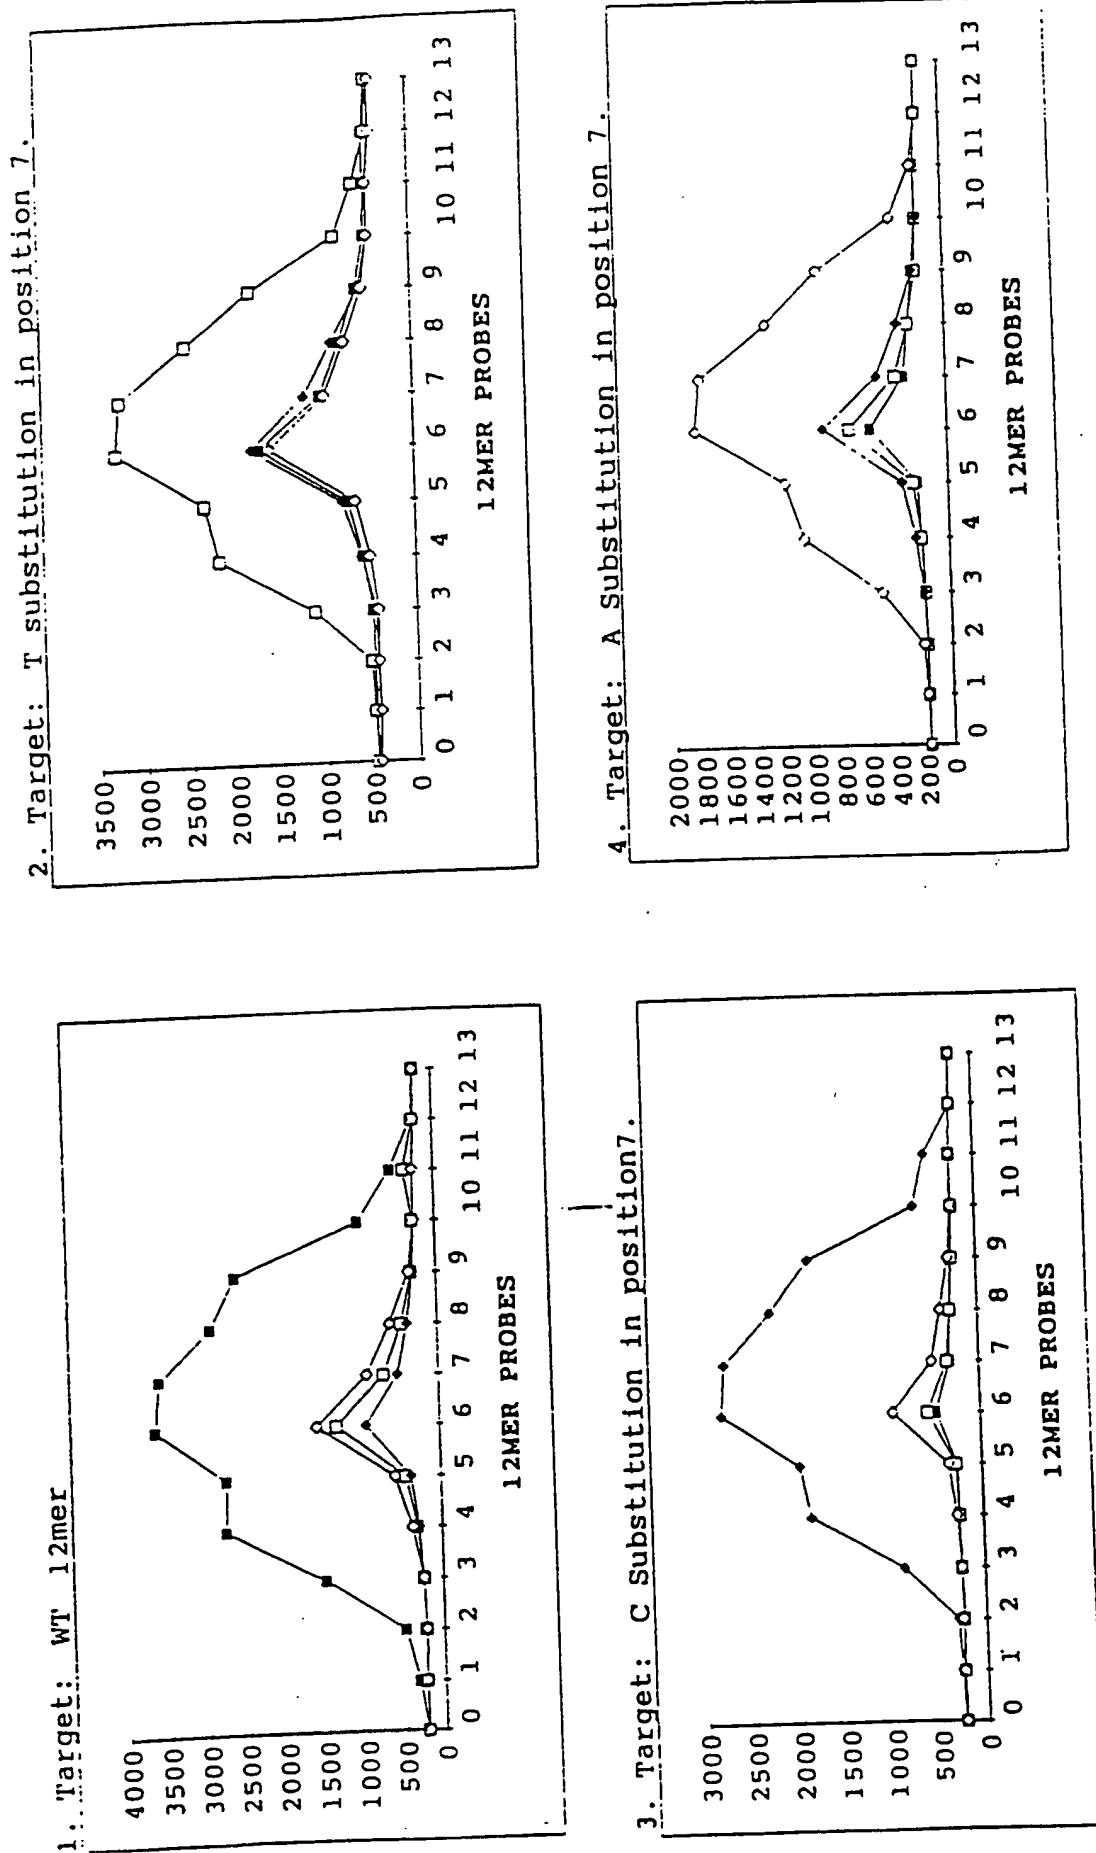 1. Target: WT 12mer
4000
3500
3000
2500
2000
1500
1000
500
0
0 1 2 3 4 5 6 7 8 9 10 11 12 13
12MER PROBES
2. Target: T substitution in position 7.
3500
3000
2500
2000
1500
1000
500
0
0 1 2 3 4 5 6 7 8 9 10 11 12 13
12MER PROBES
3. Target: C Substitution in position7.
3000
2500
2000
1500
1000
500
0
0 1 2 3 4 5 6 7 8 9 10 11 12 13
12MER PROBES
4. Target: A Substitution in position 7.
2000
1800
1600
1400
1200
1000
800
600
400
200
0
0 1 2 3 4 5 6 7 8 9 10 11 12 13
12MER PROBES